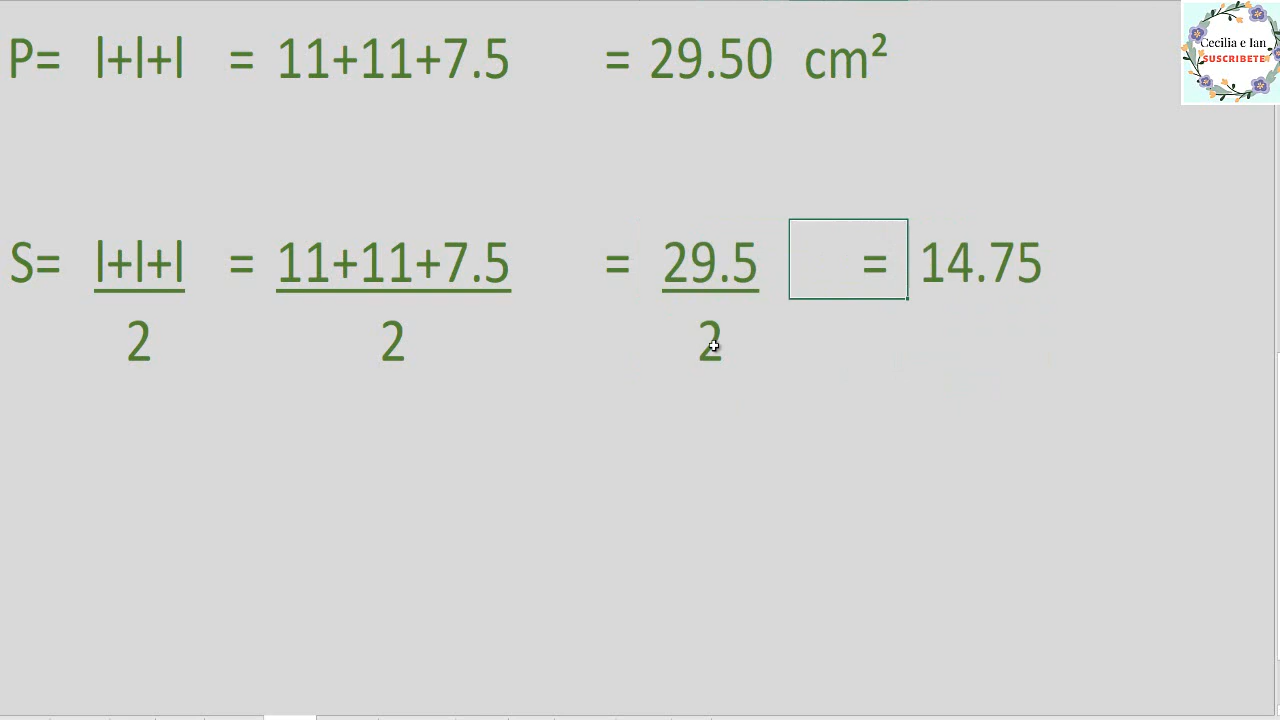 P= l+l+l = 11+11+7.5 = 29.50 cm²
Cecilia e Ian
SUSCRIBETE
S= l+l+l = 11+11+7.5 = 29.5 = 14.75
2 2 2